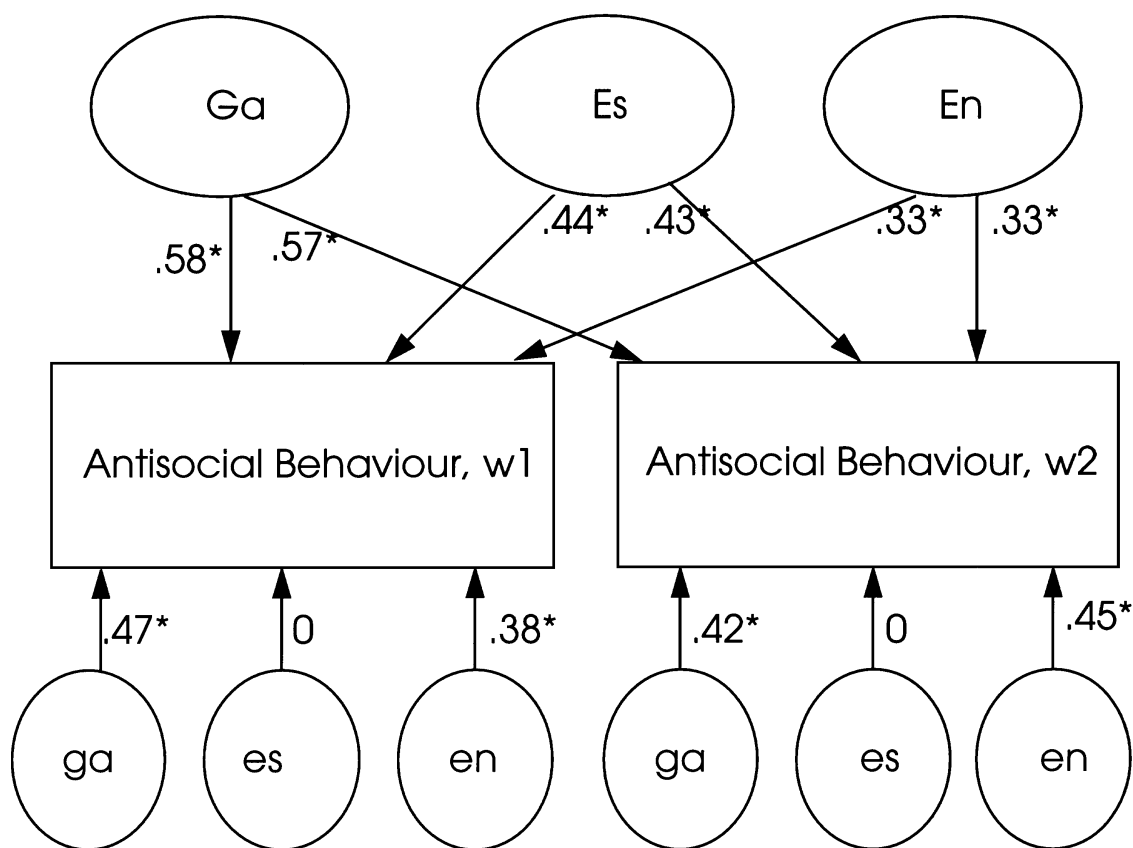 Ga
Es
En
.58*
.57*
.44*
.43*
.33*
.33*
Antisocial Behaviour, w1
Antisocial Behaviour, w2
.47*
0
.38*
.42*
0
.45*
ga
es
en
ga
es
en